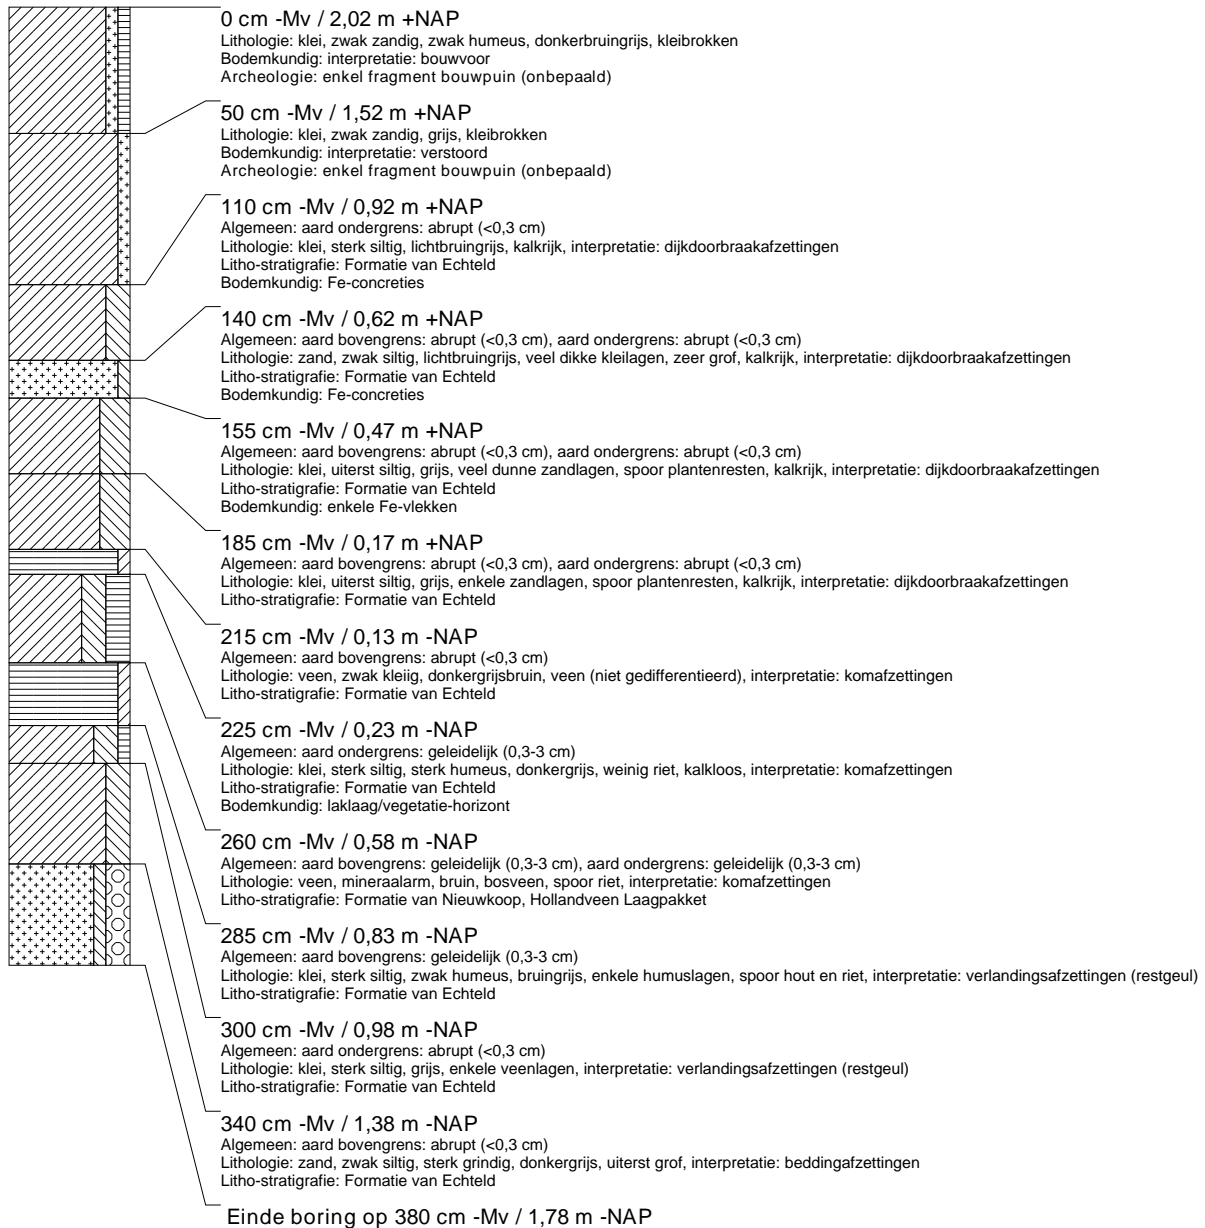 0 cm -Mv / 2,02 m +NAP
Lithologie: klei, zwak zandig, zwak humeus, donkerbruingrijs, kleibrokken
Bodemkundig: interpretatie: bouwvoor
Archeologie: enkel fragment bouwpuin (onbepaald)
50 cm -Mv / 1,52 m +NAP
Lithologie: klei, zwak zandig, grijs, kleibrokken
Bodemkundig: interpretatie: verstoord
Archeologie: enkel fragment bouwpuin (onbepaald)
110 cm -Mv / 0,92 m +NAP
Algemeen: aard ondergrens: abrupt (<0,3 cm)
Lithologie: klei, sterk siltig, lichtbruingrijs, kalkrijk, interpretatie: dijkdoorbraakafzettingen
Litho-stratigrafie: Formatie van Echteld
Bodemkundig: Fe-concreties
140 cm -Mv / 0,62 m +NAP
Algemeen: aard bovengrens: abrupt (<0,3 cm), aard ondergrens: abrupt (<0,3 cm)
Lithologie: zand, zwak siltig, lichtbruingrijs, veel dikke kleilagen, zeer grof, kalkrijk, interpretatie: dijkdoorbraakafzettingen
Litho-stratigrafie: Formatie van Echteld
Bodemkundig: Fe-concreties
155 cm -Mv / 0,47 m +NAP
Algemeen: aard bovengrens: abrupt (<0,3 cm), aard ondergrens: abrupt (<0,3 cm)
Lithologie: klei, uiterst siltig, grijs, veel dunne zandlagen, spoor plantenresten, kalkrijk, interpretatie: dijkdoorbraakafzettingen
Litho-stratigrafie: Formatie van Echteld
Bodemkundig: enkele Fe-vlekken
185 cm -Mv / 0,17 m +NAP
Algemeen: aard bovengrens: abrupt (<0,3 cm), aard ondergrens: abrupt (<0,3 cm)
Lithologie: klei, uiterst siltig, grijs, enkele zandlagen, spoor plantenresten, kalkrijk, interpretatie: dijkdoorbraakafzettingen
Litho-stratigrafie: Formatie van Echteld
215 cm -Mv / 0,13 m -NAP
Algemeen: aard bovengrens: abrupt (<0,3 cm)
Lithologie: veen, zwak kleiig, donkergrijsbruin, veen (niet gedifferentieerd), interpretatie: komafzettingen
Litho-stratigrafie: Formatie van Echteld
225 cm -Mv / 0,23 m -NAP
Algemeen: aard ondergrens: geleidelijk (0,3-3 cm)
Lithologie: klei, sterk siltig, sterk humeus, donkergrijs, weinig riet, kalkloos, interpretatie: komafzettingen
Litho-stratigrafie: Formatie van Echteld
Bodemkundig: laklaag/vegetatie-horizont
260 cm -Mv / 0,58 m -NAP
Algemeen: aard bovengrens: geleidelijk (0,3-3 cm), aard ondergrens: geleidelijk (0,3-3 cm)
Lithologie: veen, mineraalarm, bruin, bosveen, spoor riet, interpretatie: komafzettingen
Litho-stratigrafie: Formatie van Nieuwkoop, Hollandveen Laagpakket
285 cm -Mv / 0,83 m -NAP
Algemeen: aard bovengrens: geleidelijk (0,3-3 cm)
Lithologie: klei, sterk siltig, zwak humeus, bruingrijs, enkele humuslagen, spoor hout en riet, interpretatie: verlandingsafzettingen (restgeul)
Litho-stratigrafie: Formatie van Echteld
300 cm -Mv / 0,98 m -NAP
Algemeen: aard ondergrens: abrupt (<0,3 cm)
Lithologie: klei, sterk siltig, grijs, enkele veenlagen, interpretatie: verlandingsafzettingen (restgeul)
Litho-stratigrafie: Formatie van Echteld
340 cm -Mv / 1,38 m -NAP
Algemeen: aard bovengrens: abrupt (<0,3 cm)
Lithologie: zand, zwak siltig, sterk grindig, donkergrijs, uiterst grof, interpretatie: beddingafzettingen
Litho-stratigrafie: Formatie van Echteld
Einde boring op 380 cm -Mv / 1,78 m -NAP